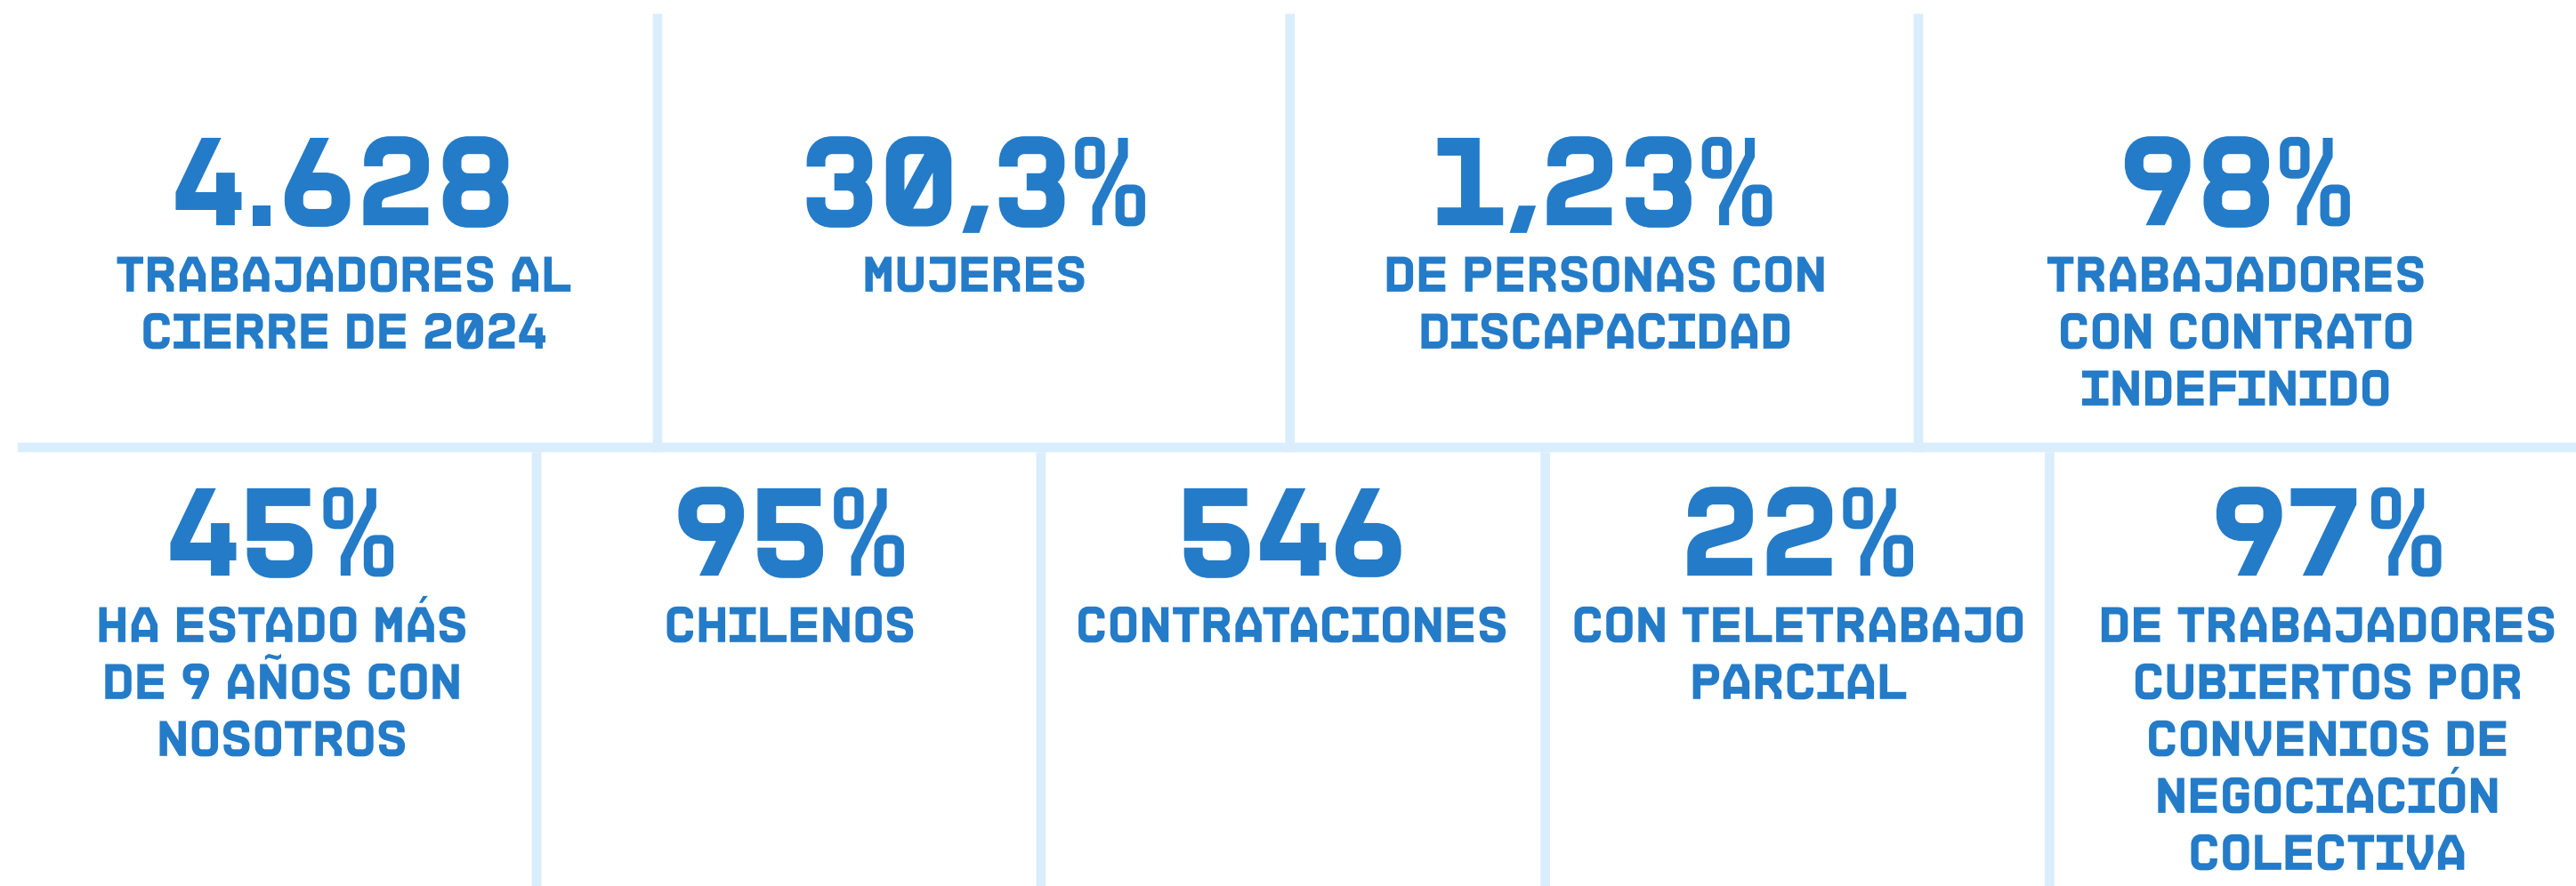 4.628
TRABAJADORES AL
CIERRE DE 2024
30,3%
MUJERES
1,23%
DE PERSONAS CON
DISCAPACIDAD
98%
TRABAJADORES
CON CONTRATO
INDEFINIDO
45%
HA ESTADO MÁS
DE 9 AÑOS CON
NOSOTROS
95%
CHILENOS
546
CONTRATACIONES
22%
CON TELETRABAJO
PARCIAL
97%
DE TRABAJADORES
CUBIERTOS POR
CONVENIOS DE
NEGOCIACIÓN
COLECTIVA